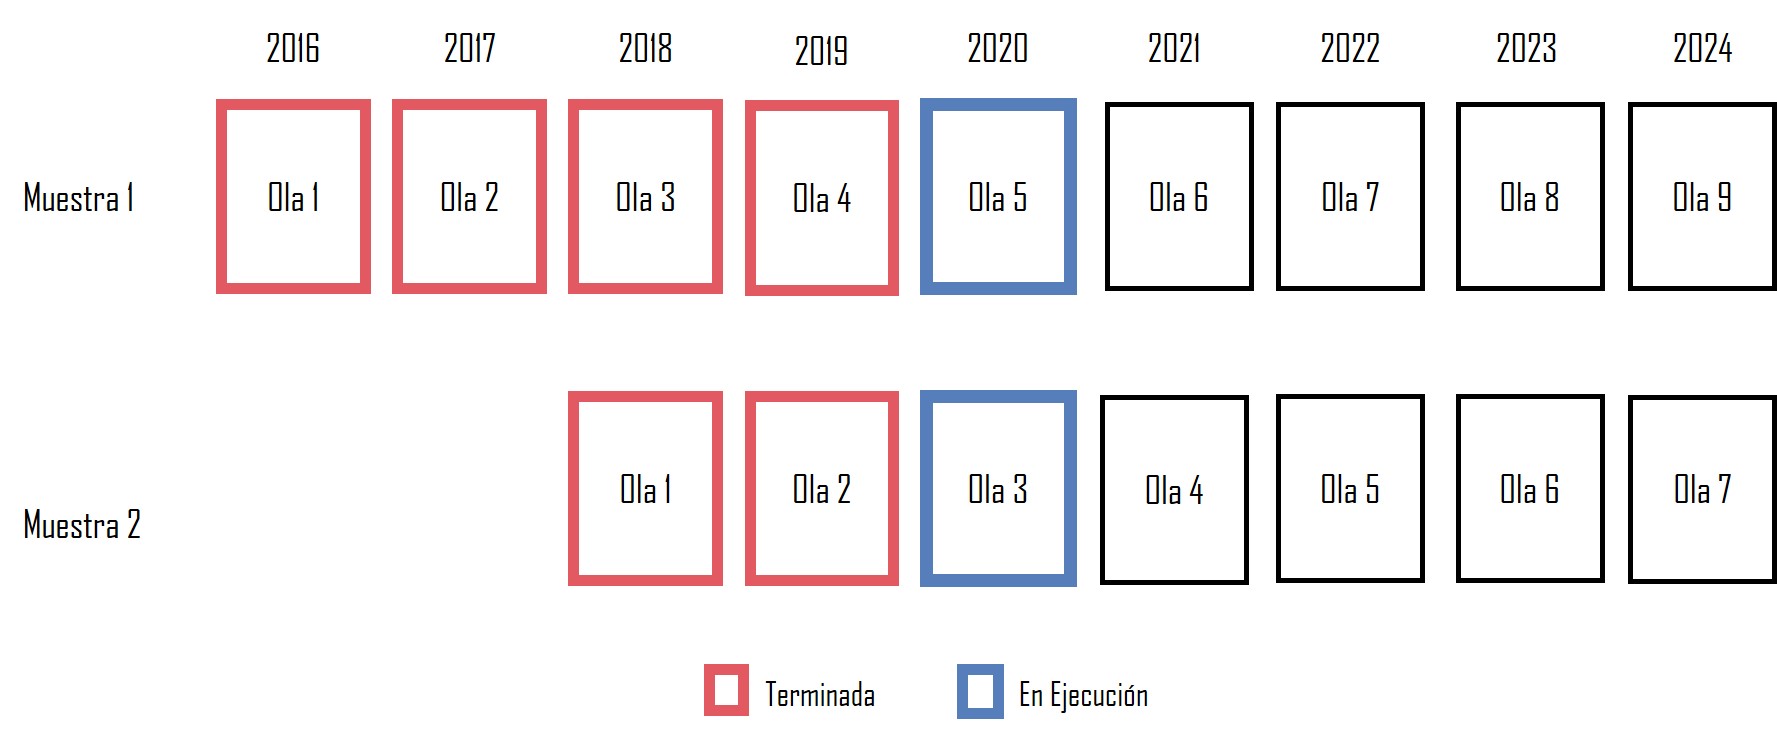 2016 2017 2018 2019 2020 2021 2022 2023 2024
Muestra 1 Ola 1 Ola 2 Ola 3 Ola 4 Ola 5 Ola 6 Ola 7 Ola 8 Ola 9
Ola 1 Ola 2 Ola 3 Ola 4 Ola 5 Ola 6 Ola 7
Muestra 2
Terminada En Ejecución